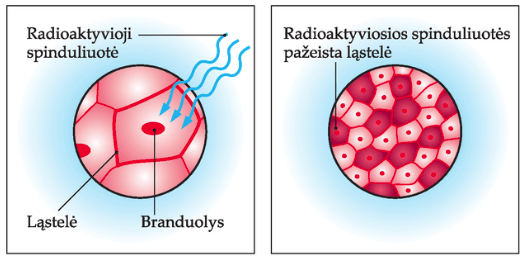 Radioaktyvioji
spinduliuotė
Ląstelė
Branduolys
Radioaktyviosios spinduliuotės
pažeista ląstelė